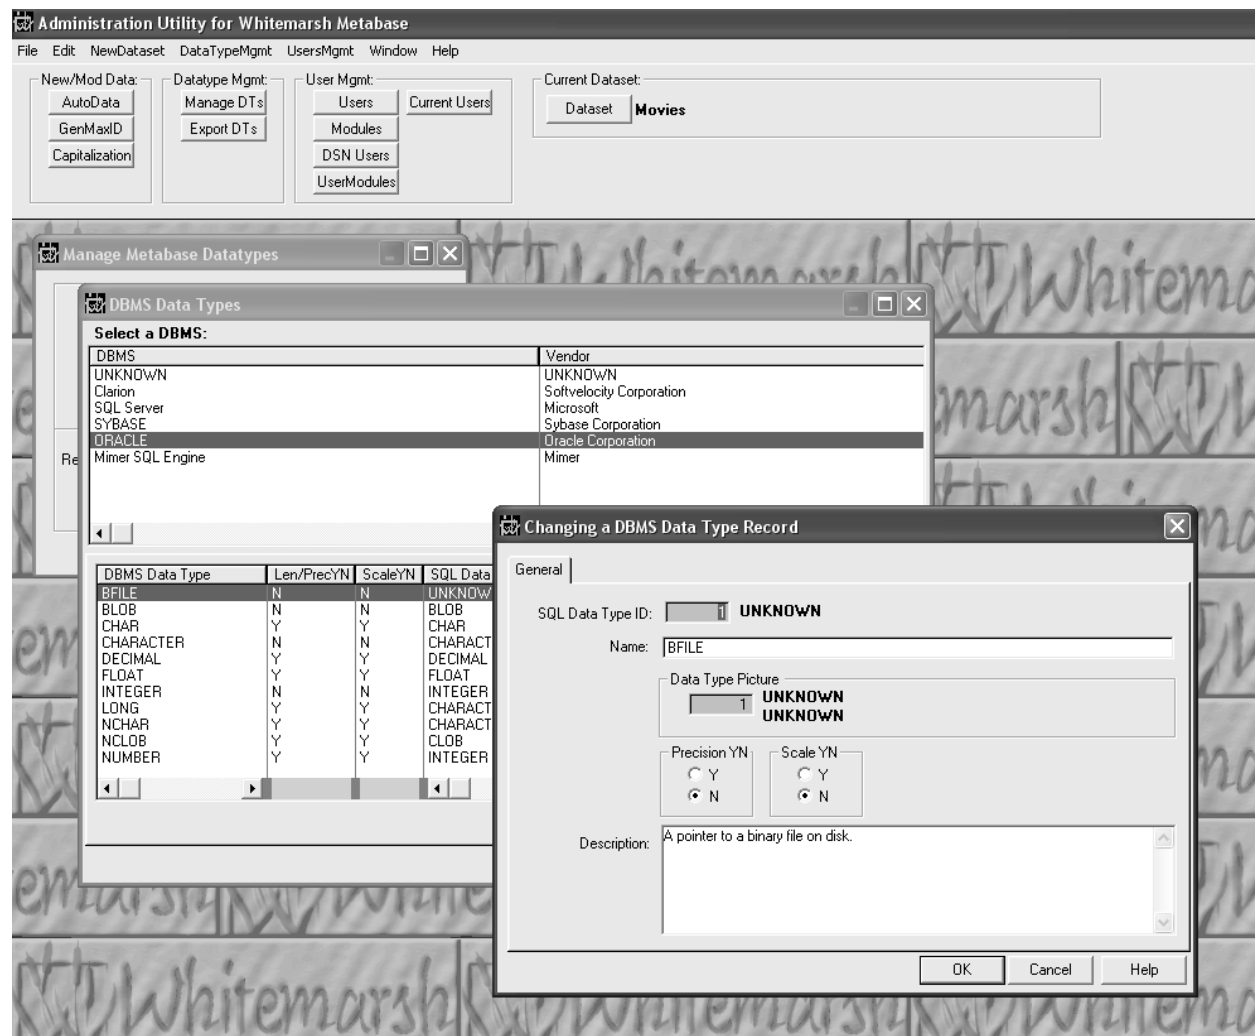 Administration Utility for Whitemarsh Metabase
File Edit NewDataset DataTypeMgmt UsersMgmt Window Help
New/Mod Data: Datatype Mgmt: User Mgmt: Current Dataset:
AutoData Manage DTs Users Current Users Dataset Movies
GenMaxID Export DTs Modules
Capitalization DSN Users
UserModules
Manage Metabase Datatypes
DBMS Data Types
Select a DBMS:
DBMS Vendor
UNKNOWN UNKNOWN
Clarion Softvelocity Corporation
SQL Server Microsoft
SYBASE Sybase Corporation
ORACLE Oracle Corporation
Re Mimer SQL Engine Mimer
DBMS Data Type Len/PrecYN ScaleYN SQL Data
BFILE N N UNKNOW
BLOB N N BLOB
CHAR Y Y CHAR
CHARACTER N N CHARACT
DECIMAL Y Y DECIMAL
FLOAT Y Y FLOAT
INTEGER N N INTEGER
LONG Y Y CHARACT
NCHAR Y Y CHARACT
NCLOB Y Y CLOB
NUMBER Y Y INTEGER
Changing a DBMS Data Type Record
General
SQL Data Type ID: 1 UNKNOWN
Name: BFILE
Data Type Picture
1 UNKNOWN
UNKNOWN
Precision YN Scale YN
Y Y
N N
Description: A pointer to a binary file on disk.
OK Cancel Help
Whitemarsh